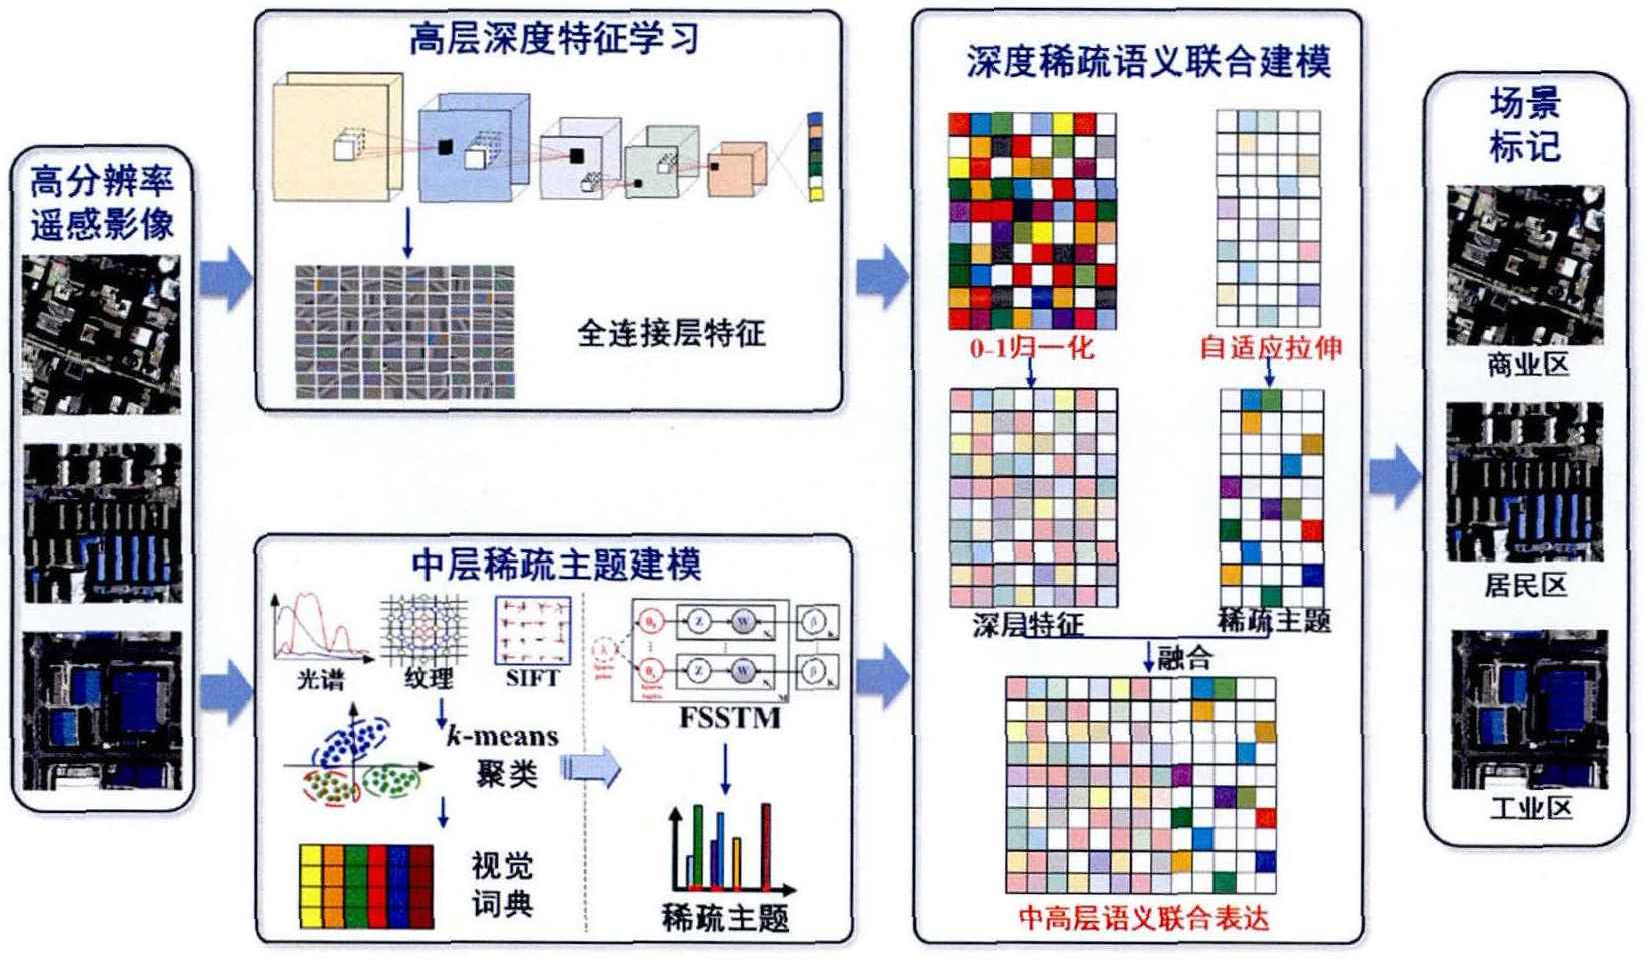 高分辨率
遥感影像
高层深度特征学习
全连接层特征
中层稀疏主题建模
光谱
纹理
SIFT
k-means
聚类
视觉
词典
FSSTM
稀疏主题
深度稀疏语义联合建模
0-1归一化
自适应拉伸
深层特征
稀疏主题
融合
中高层语义联合表达
场景
标记
商业区
居民区
工业区